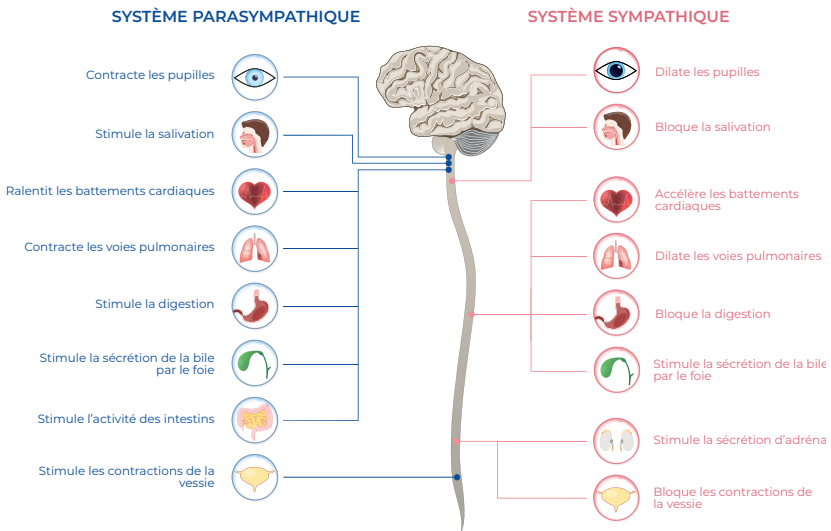 SYSTÈME PARASYMPATHIQUE
Contracte les pupilles
Stimule la salivation
Ralentit les battements cardiaques
Contracte les voies pulmonaires
Stimule la digestion
Stimule la sécrétion de la bile
par le foie
Stimule l’activité des intestins
Stimule les contractions de la
vessie
SYSTÈME SYMPATHIQUE
Dilate les pupilles
Bloque la salivation
Accélère les battements
cardiaques
Dilate les voies pulmonaires
Bloque la digestion
Stimule la sécrétion de la bile
par le foie
Stimule la sécrétion d’adréna
Bloque les contractions de
la vessie